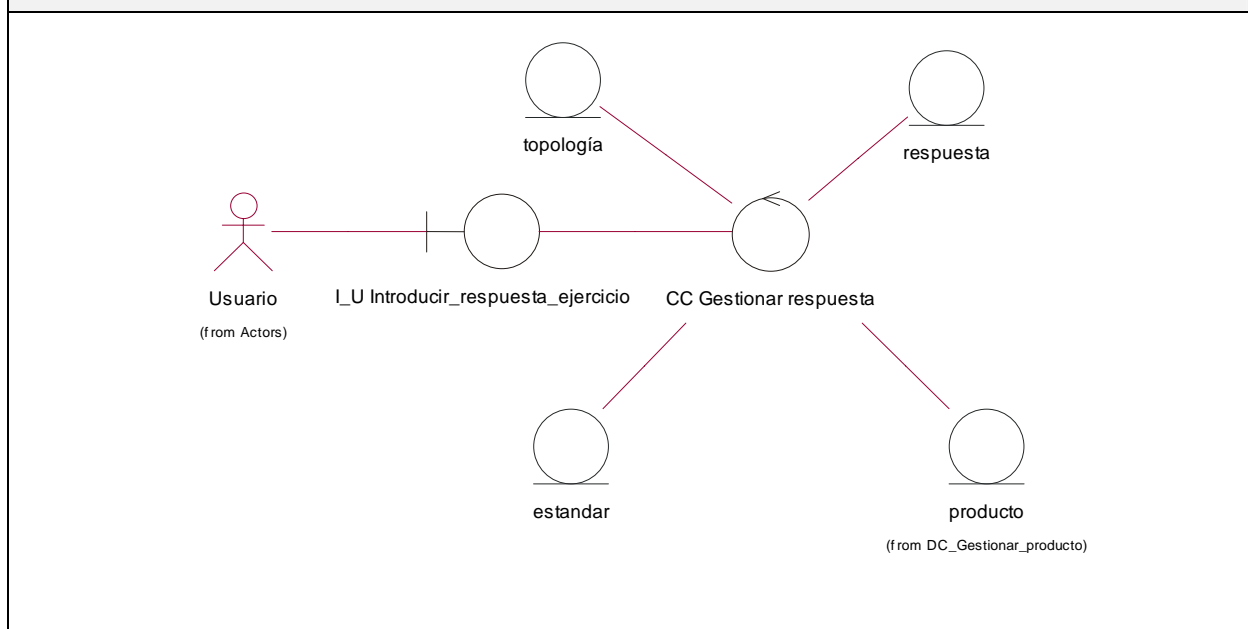 topología
respuesta
Usuario
(from Actors)
I_U Introducir_respuesta_ejercicio
CC Gestionar respuesta
estandar
producto
(from DC_Gestionar_producto)